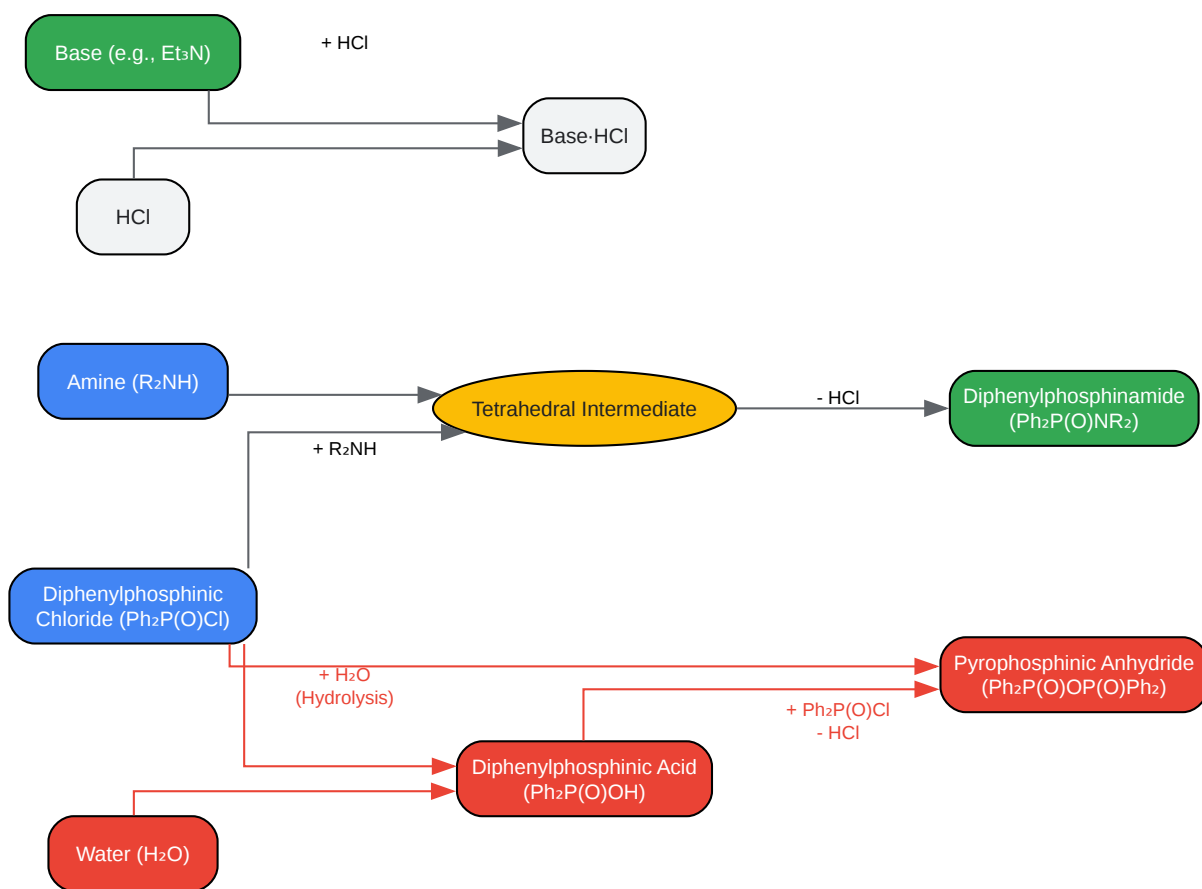 Base (e.g., Et₃N)
+ HCl
Base·HCl
HCl
Amine (R₂NH)
Tetrahedral Intermediate
- HCl
Diphenylphosphinamide
(Ph₂P(O)NR₂)
+ R₂NH
Diphenylphosphinic
Chloride (Ph₂P(O)Cl)
+ H₂O
(Hydrolysis)
Pyrophosphinic Anhydride
(Ph₂P(O)OP(O)Ph₂)
+ Ph₂P(O)Cl
- HCl
Diphenylphosphinic Acid
(Ph₂P(O)OH)
Water (H₂O)